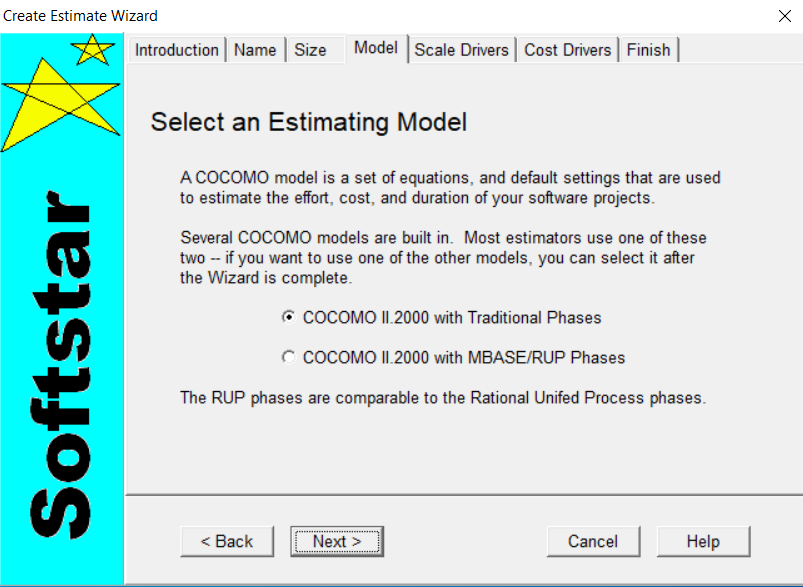 Create Estimate Wizard
Introduction Name Size Model Scale Drivers Cost Drivers Finish
Softstar
Select an Estimating Model
A COCOMO model is a set of equations, and default settings that are used
to estimate the effort, cost, and duration of your software projects.
Several COCOMO models are built in. Most estimators use one of these
two -- if you want to use one of the other models, you can select it after
the Wizard is complete.
COCOMO II.2000 with Traditional Phases
COCOMO II.2000 with MBASE/RUP Phases
The RUP phases are comparable to the Rational Unifed Process phases.
< Back Next > Cancel Help